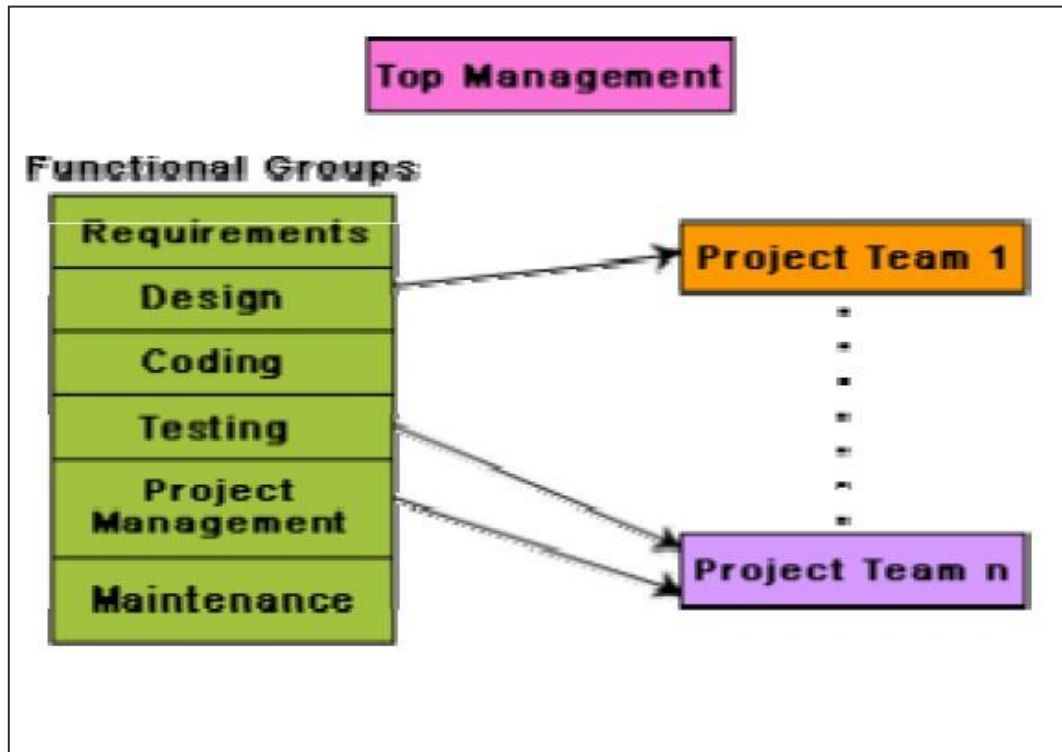 Top Management
Functional Groups
Requirements
Design
Coding
Testing
Project
Management
Maintenance
Project Team 1
Project Team n